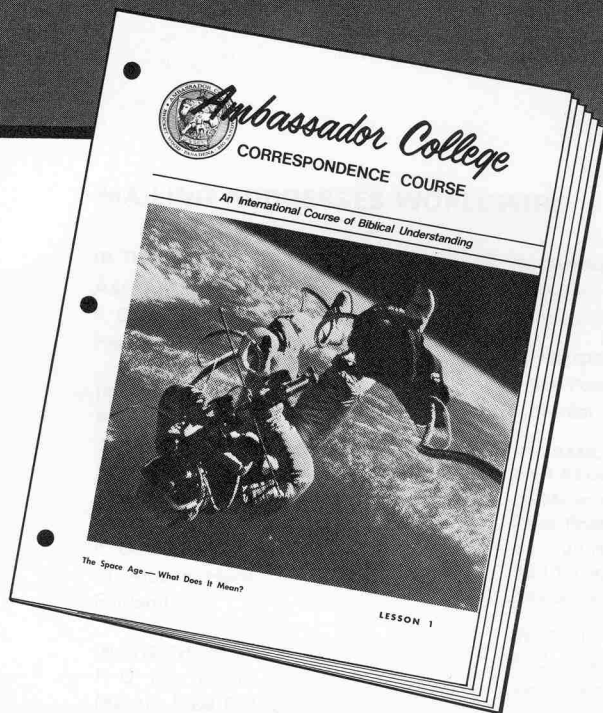 Ambassador College
CORRESPONDENCE COURSE
An International Course of Biblical Understanding
The Space Age — What Does It Mean?
LESSON 1